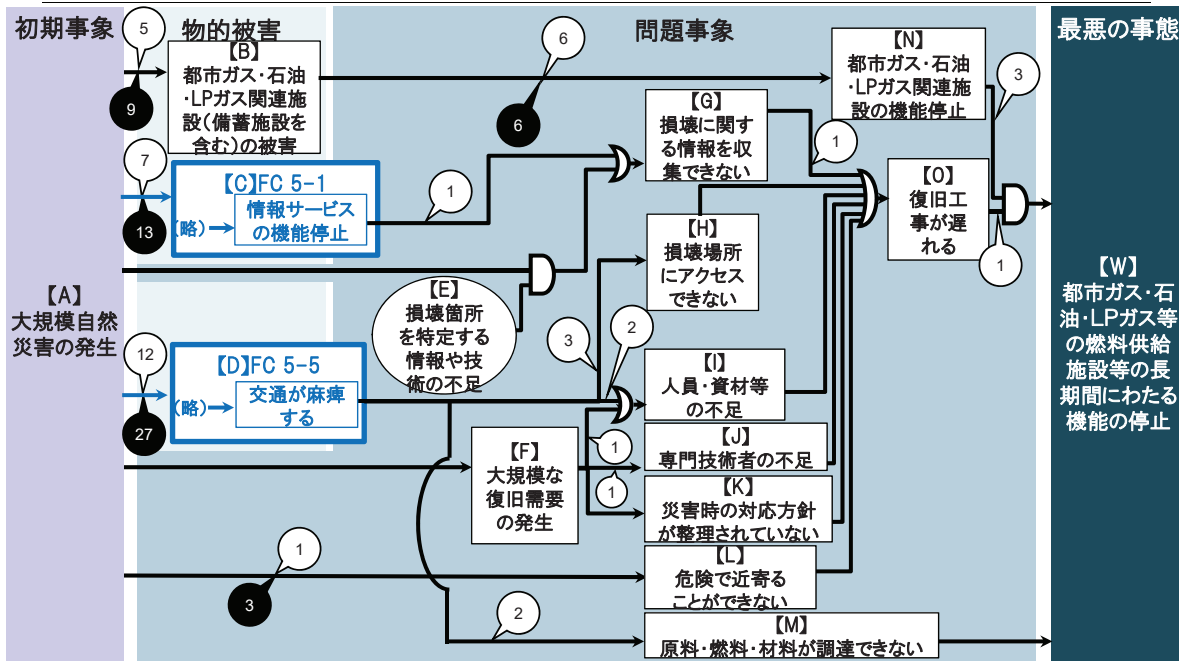 初期事象
物的被害
問題事象
最悪の事態
【A】
大規模自然
災害の発生
5
9
【B】
都市ガス・石油
・LPガス関連施
設(備蓄施設を
含む)の被害
6
6
【N】
都市ガス・石油
・LPガス関連施
設の機能停止
3
7
13
【C】FC 5-1
(略)
情報サービス
の機能停止
1
【G】
損壊に関す
る情報を収
集できない
1
【O】
復旧工
事が遅
れる
1
【H】
損壊場所
にアクセス
できない
【E】
損壊箇所
を特定する
情報や技
術の不足
3
2
12
27
【D】FC 5-5
(略)
交通が麻痺
する
【I】
人員・資材等
の不足
【F】
大規模な
復旧需要
の発生
1
1
【J】
専門技術者の不足
【K】
災害時の対応方針
が整理されていない
1
3
【L】
危険で近寄る
ことができない
2
【M】
原料・燃料・材料が調達できない
【W】
都市ガス・石
油・LPガス等
の燃料供給
施設等の長
期間にわたる
機能の停止